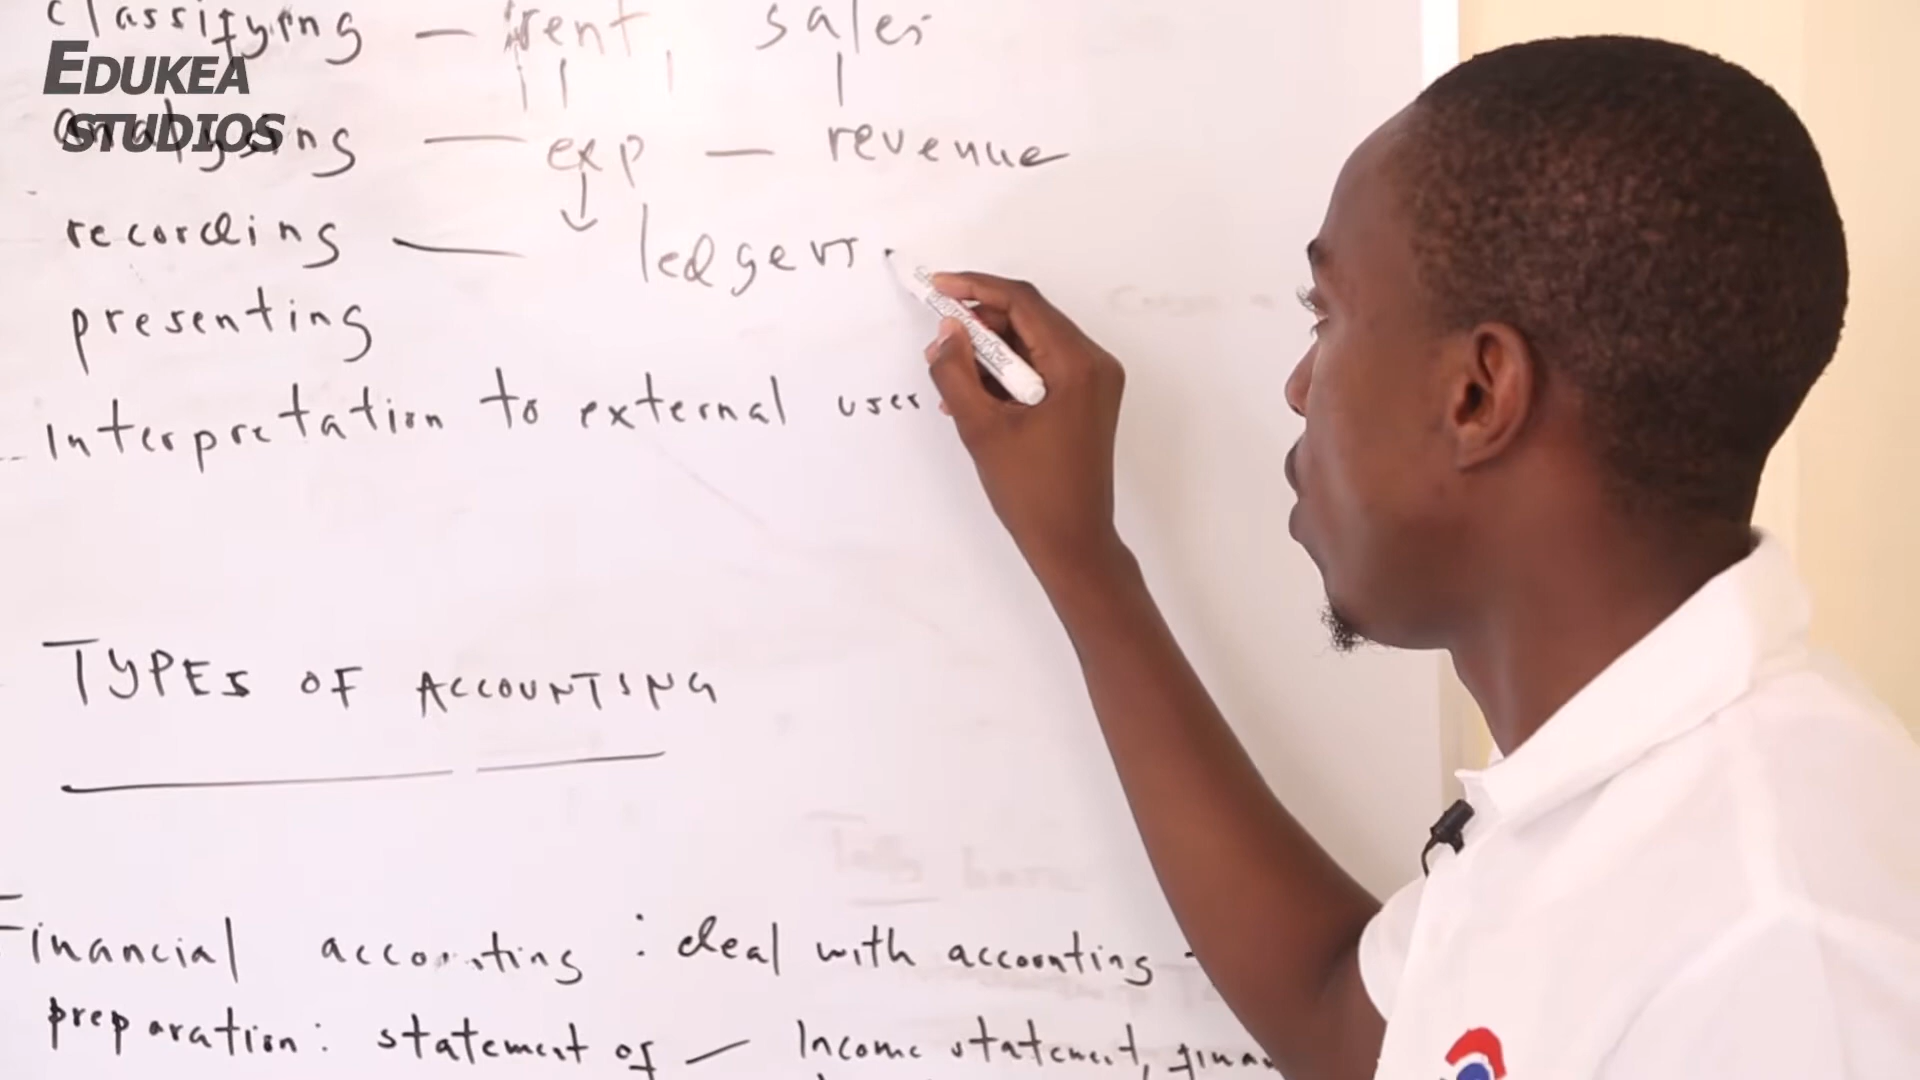 classifying — rent, sales
EDUKEA
STUDIOS
analysing — exp — revenue
recording — ledgers
presenting
Interpretation to external user
TYPES OF ACCOUNTING
Financial accounting : deal with accounting
preparation: statement of — Income statement,